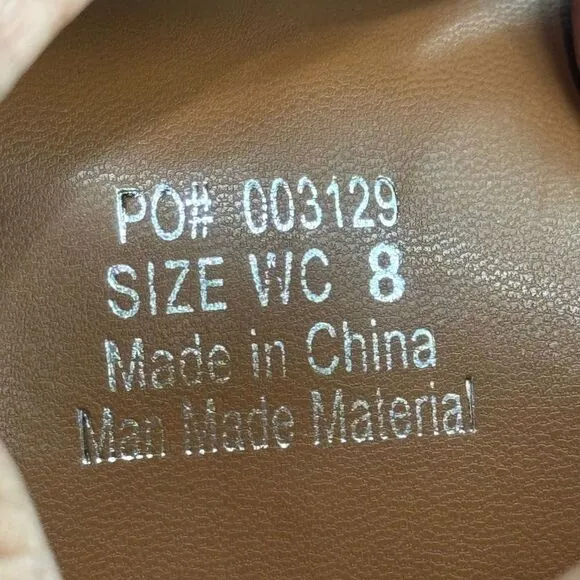 PO# 003129
SIZE WC 8
Made in China
Man Made Material